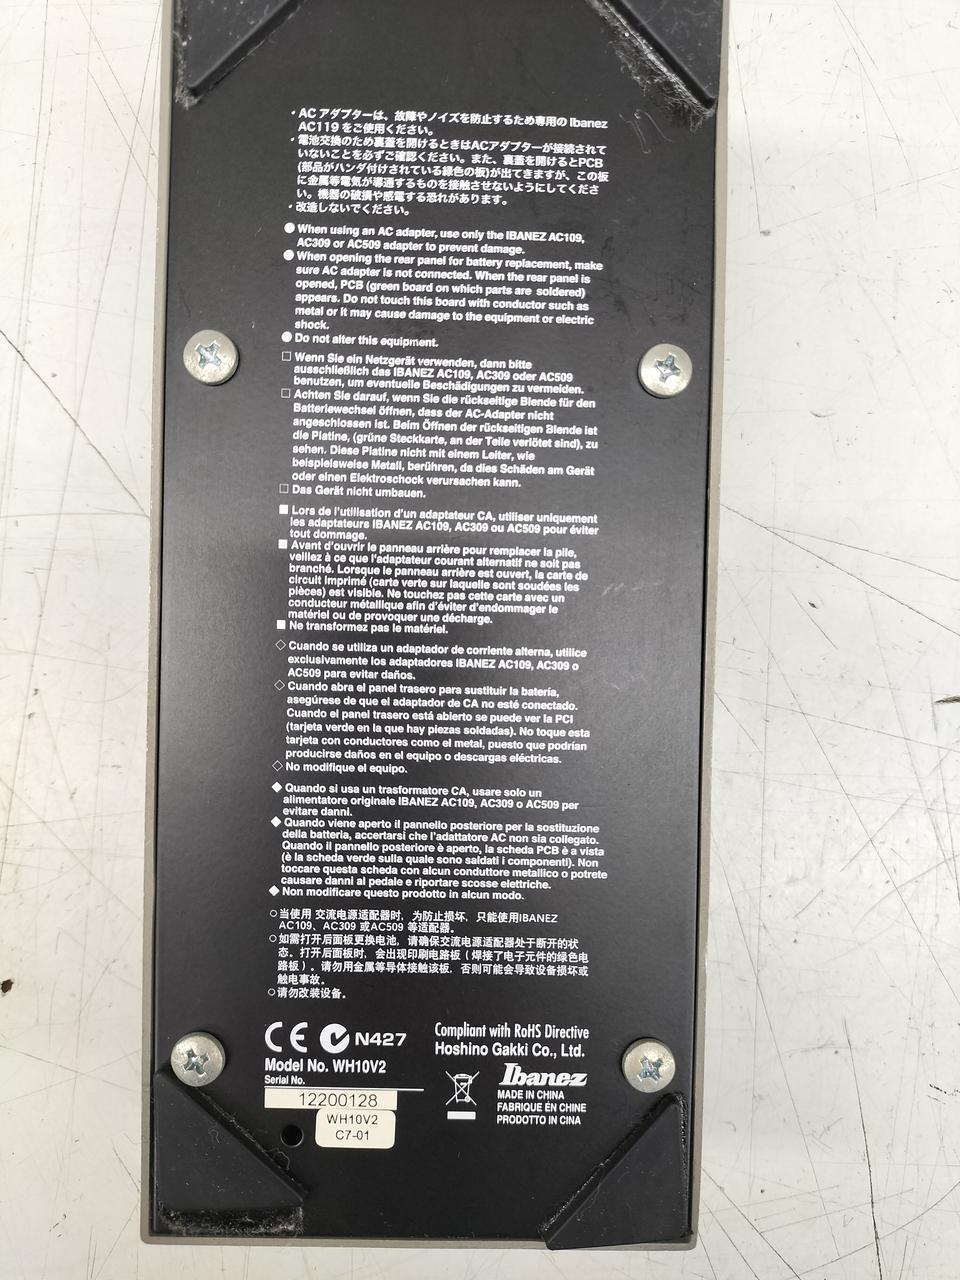 ・AC アダプターは、故障やノイズを防止するため専用の Ibanez
AC119 をご使用ください。
・電池交換のため裏蓋を開けるときはACアダプターが接続されて
いないことを必ずご確認ください。また、裏蓋を開けるとPCB
(部品がハンダ付けされている緑色の板)が出てきますが、この板
に金属等電気が導通するものを接触させないようにしてくださ
い。機器の破損や感電する恐れがあります。
・改造しないでください。
● When using an AC adapter, use only the IBANEZ AC109,
AC309 or AC509 adapter to prevent damage.
● When opening the rear panel for battery replacement, make
sure AC adapter is not connected. When the rear panel is
opened, PCB (green board on which parts are soldered)
appears. Do not touch this board with conductor such as
metal or it may cause damage to the equipment or electric
shock.
● Do not alter this equipment.
□ Wenn Sie ein Netzgerät verwenden, dann bitte
ausschließlich das IBANEZ AC109, AC309 oder AC509
benutzen, um eventuelle Beschädigungen zu vermeiden.
□ Achten Sie darauf, wenn Sie die rückseitige Blende für den
Batteriewechsel öffnen, dass der AC-Adapter nicht
angeschlossen ist. Beim Öffnen der rückseitigen Blende ist
die Platine, (grüne Steckkarte, an der Teile verlötet sind), zu
sehen. Diese Platine nicht mit einem Leiter, wie
beispielsweise Metall, berühren, da dies Schäden am Gerät
oder einen Elektroschock verursachen kann.
□ Das Gerät nicht umbauen.
■ Lors de l'utilisation d'un adaptateur CA, utiliser uniquement
les adaptateurs IBANEZ AC109, AC309 ou AC509 pour éviter
tout dommage.
■ Avant d'ouvrir le panneau arrière pour remplacer la pile,
veillez à ce que l'adaptateur courant alternatif ne soit pas
branché. Lorsque le panneau arrière est ouvert, la carte de
circuit imprimé (carte verte sur laquelle sont soudées les
pièces) est visible. Ne touchez pas cette carte avec un
conducteur métallique afin d'éviter d'endommager le
matériel ou de provoquer une décharge.
■ Ne transformez pas le matériel.
◇ Cuando se utiliza un adaptador de corriente alterna, utilice
exclusivamente los adaptadores IBANEZ AC109, AC309 o
AC509 para evitar daños.
◇ Cuando abra el panel trasero para sustituir la batería,
asegúrese de que el adaptador de CA no esté conectado.
Cuando el panel trasero está abierto se puede ver la PCI
(tarjeta verde en la que hay piezas soldadas). No toque esta
tarjeta con conductores como el metal, puesto que podrían
producirse daños en el equipo o descargas eléctricas.
◇ No modifique el equipo.
◆ Quando si usa un trasformatore CA, usare solo un
alimentatore originale IBANEZ AC109, AC309 o AC509 per
evitare danni.
◆ Quando viene aperto il pannello posteriore per la sostituzione
della batteria, accertarsi che l'adattatore AC non sia collegato.
Quando il pannello posteriore è aperto, la scheda PCB è a vista
(è la scheda verde sulla quale sono saldati i componenti). Non
toccare questa scheda con alcun conduttore metallico o potrete
causare danni al pedale e riportare scosse elettriche.
◆ Non modificare questo prodotto in alcun modo.
○当使用 交流电源适配器时，为防止损坏，只能使用IBANEZ
AC109、AC309 或AC509 等适配器。
○如需打开后面板更换电池，请确保交流电源适配器处于断开的状
态。打开后面板时，会出现印刷电路板（焊接了电子元件的绿色电
路板）。请勿用金属等导体接触该板，否则可能会导致设备损坏或
触电事故。
○请勿改装设备。
CE N427
Compliant with RoHS Directive
Hoshino Gakki Co., Ltd.
Model No. WH10V2
Serial No.
12200128
WH10V2
C7-01
Ibanez
MADE IN CHINA
FABRIQUÉ EN CHINE
PRODOTTO IN CINA